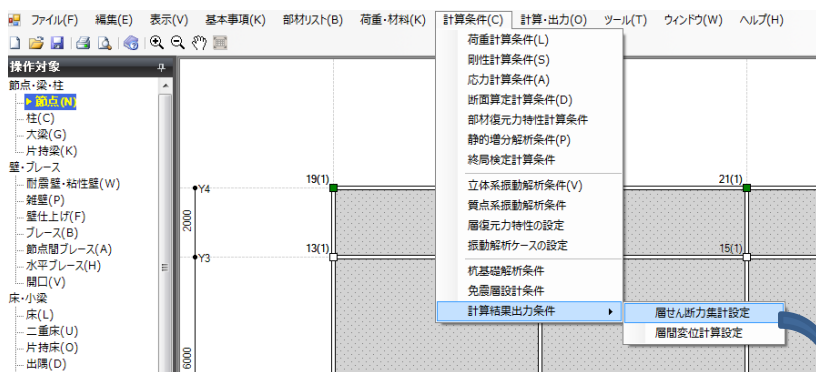 ファイル(F) 編集(E) 表示(V) 基本事項(K) 部材リスト(B) 荷重・材料(K) 計算条件(C) 計算・出力(O) ツール(T) ウィンドウ(W) ヘルプ(H)
操作対象
節点・梁・柱
節点(N)
柱(C)
大梁(G)
片持梁(K)
壁・ブレース
耐震壁・粘性壁(W)
雑壁(P)
壁仕上げ(F)
ブレース(B)
節点間ブレース(A)
水平ブレース(H)
開口(V)
床・小梁
床(L)
二重床(U)
片持床(O)
出隅(D)
荷重計算条件(L)
剛性計算条件(S)
応力計算条件(A)
断面算定計算条件(D)
部材復元力特性計算条件
静的増分解析条件(P)
終局検定計算条件
立体系振動解析条件(V)
質点系振動解析条件
層復元力特性の設定
振動解析ケースの設定
杭基礎解析条件
免震層設計条件
計算結果出力条件
層せん断力集計設定
層間変位計算設定
Y4
19(1)
21(1)
2000
Y3
13(1)
15(1)
6000